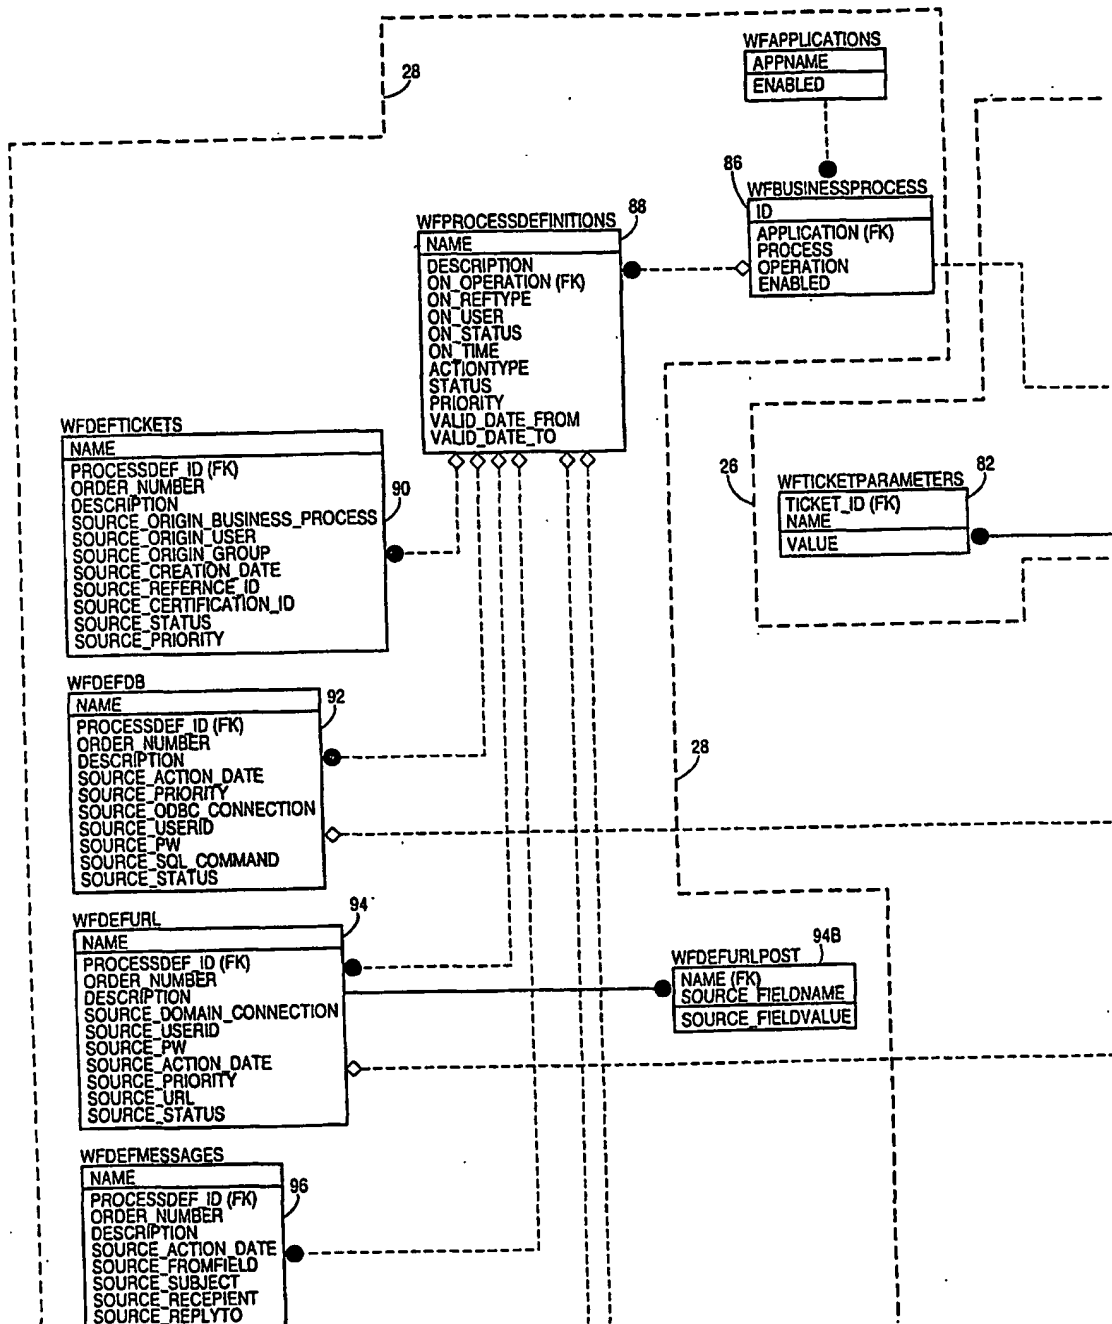 WFAPPLICATIONS
APPNAME
ENABLED
28
86
WFBUSINESSPROCESS
ID
APPLICATION (FK)
PROCESS
OPERATION
ENABLED
WFPROCESSDEFINITIONS
88
NAME
DESCRIPTION
ON_OPERATION (FK)
ON_REFTYPE
ON_USER
ON_STATUS
ON_TIME
ACTIONTYPE
STATUS
PRIORITY
VALID_DATE_FROM
VALID_DATE_TO
WFDEFTICKETS
NAME
PROCESSDEF_ID (FK)
ORDER_NUMBER
DESCRIPTION
SOURCE_ORIGIN_BUSINESS_PROCESS
SOURCE_ORIGIN_USER
SOURCE_ORIGIN_GROUP
SOURCE_CREATION_DATE
SOURCE_REFERNCE_ID
SOURCE_CERTIFICATION_ID
SOURCE_STATUS
SOURCE_PRIORITY
90
26
WFTICKETPARAMETERS
82
TICKET_ID (FK)
NAME
VALUE
WFDEFDB
92
NAME
PROCESSDEF_ID (FK)
ORDER_NUMBER
DESCRIPTION
SOURCE_ACTION_DATE
SOURCE_PRIORITY
SOURCE_ODBC_CONNECTION
SOURCE_USERID
SOURCE_PW
SOURCE_SQL_COMMAND
SOURCE_STATUS
28
WFDEFURL
94
NAME
PROCESSDEF_ID (FK)
ORDER_NUMBER
DESCRIPTION
SOURCE_DOMAIN_CONNECTION
SOURCE_USERID
SOURCE_PW
SOURCE_ACTION_DATE
SOURCE_PRIORITY
SOURCE_URL
SOURCE_STATUS
WFDEFURLPOST
94B
NAME (FK)
SOURCE_FIELDNAME
SOURCE_FIELDVALUE
WFDEFMESSAGES
96
NAME
PROCESSDEF_ID (FK)
ORDER_NUMBER
DESCRIPTION
SOURCE_ACTION_DATE
SOURCE_FROMFIELD
SOURCE_SUBJECT
SOURCE_RECEPIENT
SOURCE_REPLYTO